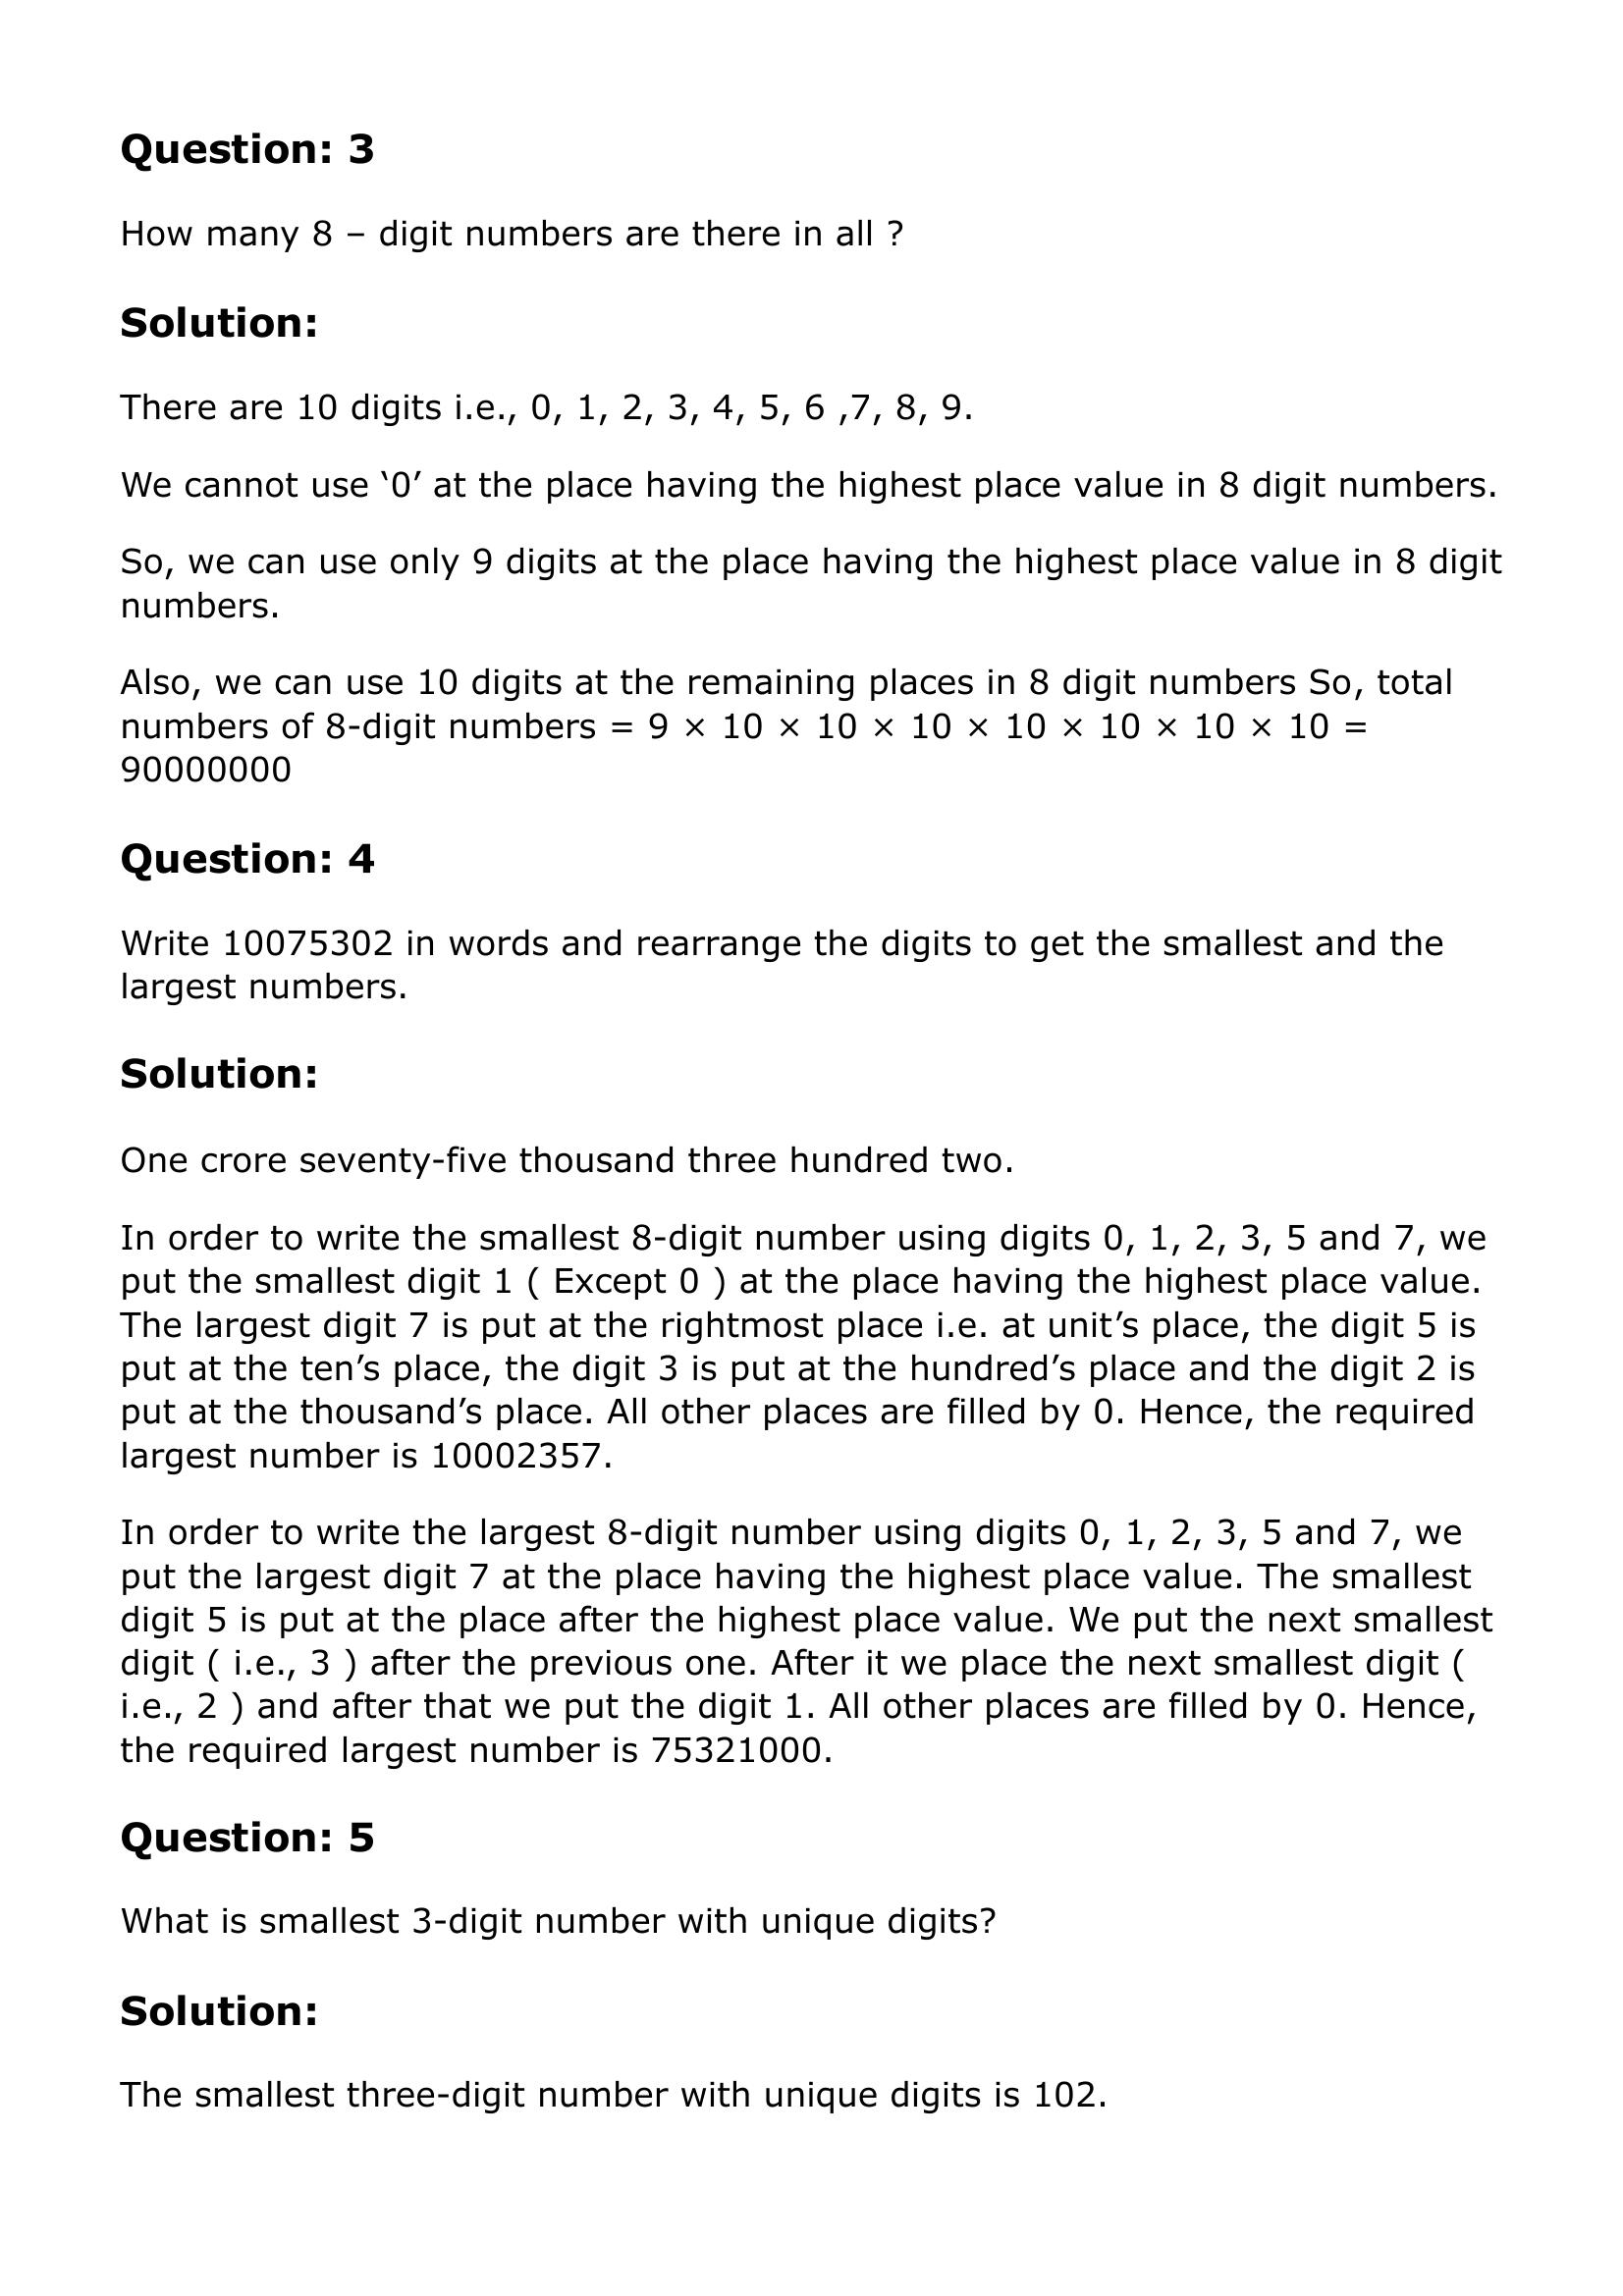 Question: 3
How many 8 – digit numbers are there in all ?
Solution:
There are 10 digits i.e., 0, 1, 2, 3, 4, 5, 6 ,7, 8, 9.
We cannot use ‘0’ at the place having the highest place value in 8 digit numbers.
So, we can use only 9 digits at the place having the highest place value in 8 digit
numbers.
Also, we can use 10 digits at the remaining places in 8 digit numbers So, total
numbers of 8-digit numbers = 9 × 10 × 10 × 10 × 10 × 10 × 10 × 10 =
90000000
Question: 4
Write 10075302 in words and rearrange the digits to get the smallest and the
largest numbers.
Solution:
One crore seventy-five thousand three hundred two.
In order to write the smallest 8-digit number using digits 0, 1, 2, 3, 5 and 7, we
put the smallest digit 1 ( Except 0 ) at the place having the highest place value.
The largest digit 7 is put at the rightmost place i.e. at unit’s place, the digit 5 is
put at the ten’s place, the digit 3 is put at the hundred’s place and the digit 2 is
put at the thousand’s place. All other places are filled by 0. Hence, the required
largest number is 10002357.
In order to write the largest 8-digit number using digits 0, 1, 2, 3, 5 and 7, we
put the largest digit 7 at the place having the highest place value. The smallest
digit 5 is put at the place after the highest place value. We put the next smallest
digit ( i.e., 3 ) after the previous one. After it we place the next smallest digit (
i.e., 2 ) and after that we put the digit 1. All other places are filled by 0. Hence,
the required largest number is 75321000.
Question: 5
What is smallest 3-digit number with unique digits?
Solution:
The smallest three-digit number with unique digits is 102.